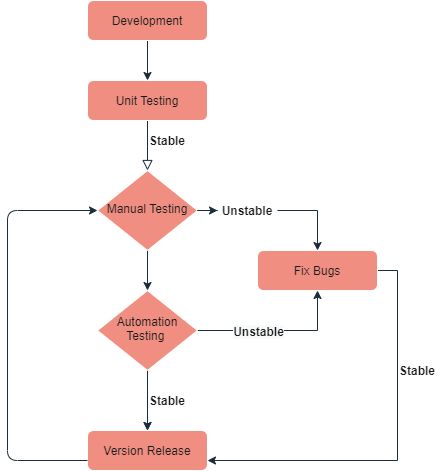 Development
Unit Testing
Stable
Manual Testing
Unstable
Fix Bugs
Automation
Testing
Unstable
Stable
Stable
Version Release